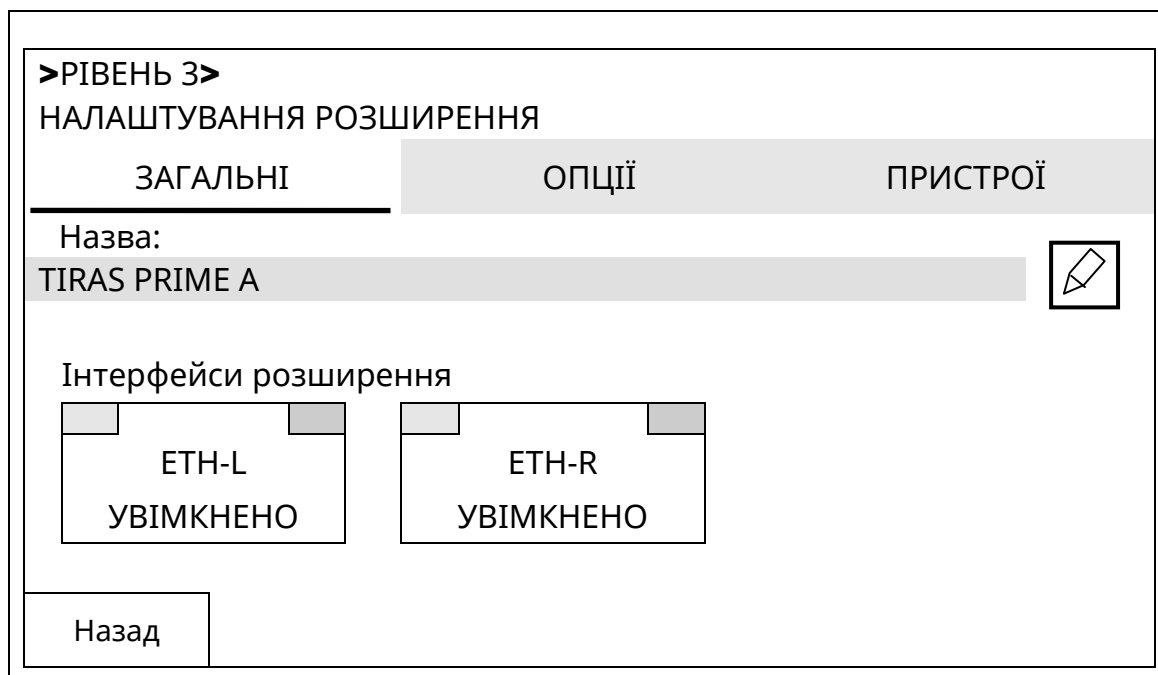 >РІВЕНЬ 3>
НАЛАШТУВАННЯ РОЗШИРЕННЯ
ЗАГАЛЬНІ ОПЦІЇ ПРИСТРОЇ
Назва:
TIRAS PRIME A
Інтерфейси розширення
ETH-L ETH-R
УВІМКНЕНО УВІМКНЕНО
Назад